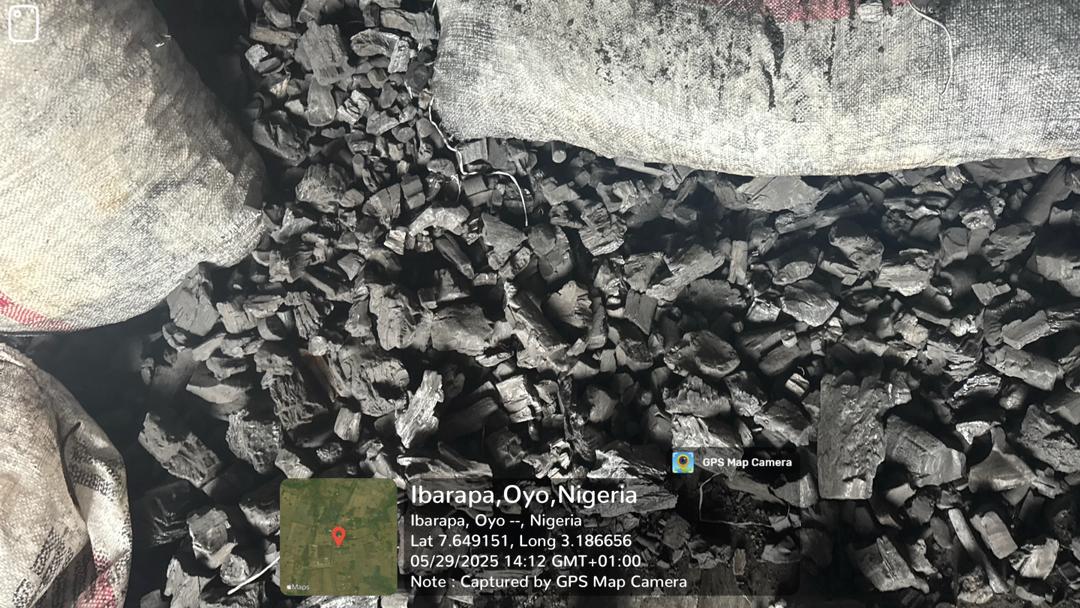 GPS Map Camera
Ibarapa,Oyo,Nigeria
Ibarapa, Oyo --, Nigeria
Lat 7.649151, Long 3.186656
05/29/2025 14:12 GMT+01:00
Note : Captured by GPS Map Camera
Maps